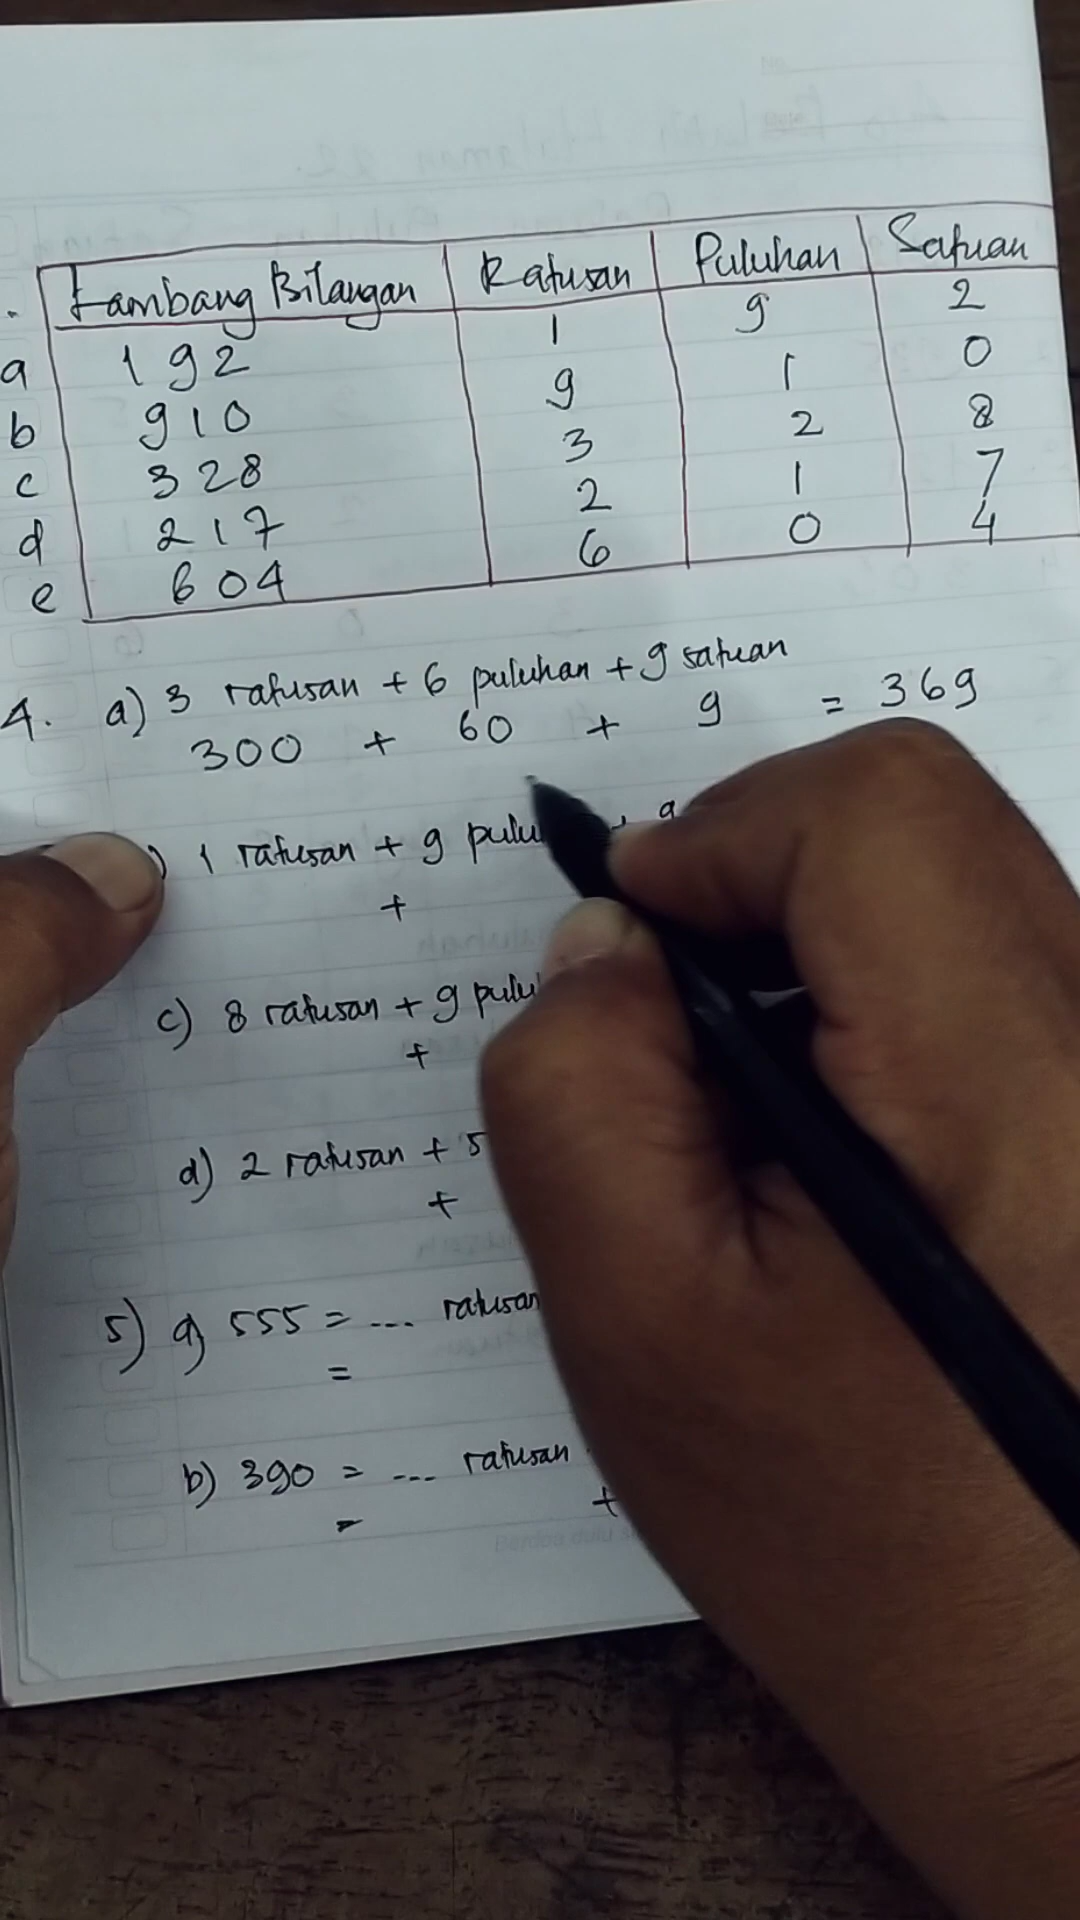 Lambang Bilangan Ratusan Puluhan Satuan
a 192 1 9 2
b 910 9 1 0
c 328 3 2 8
d 217 2 1 7
e 604 6 0 4
4. a) 3 ratusan + 6 puluhan + 9 satuan
300 + 60 + 9 = 369
) 1 ratusan + 9 + 9
+
c) 8 ratusan + 9
+
d) 2 ratusan + 5
+
5) a) 555 = ... ratusan
=
b) 390 = ... ratusan
= +